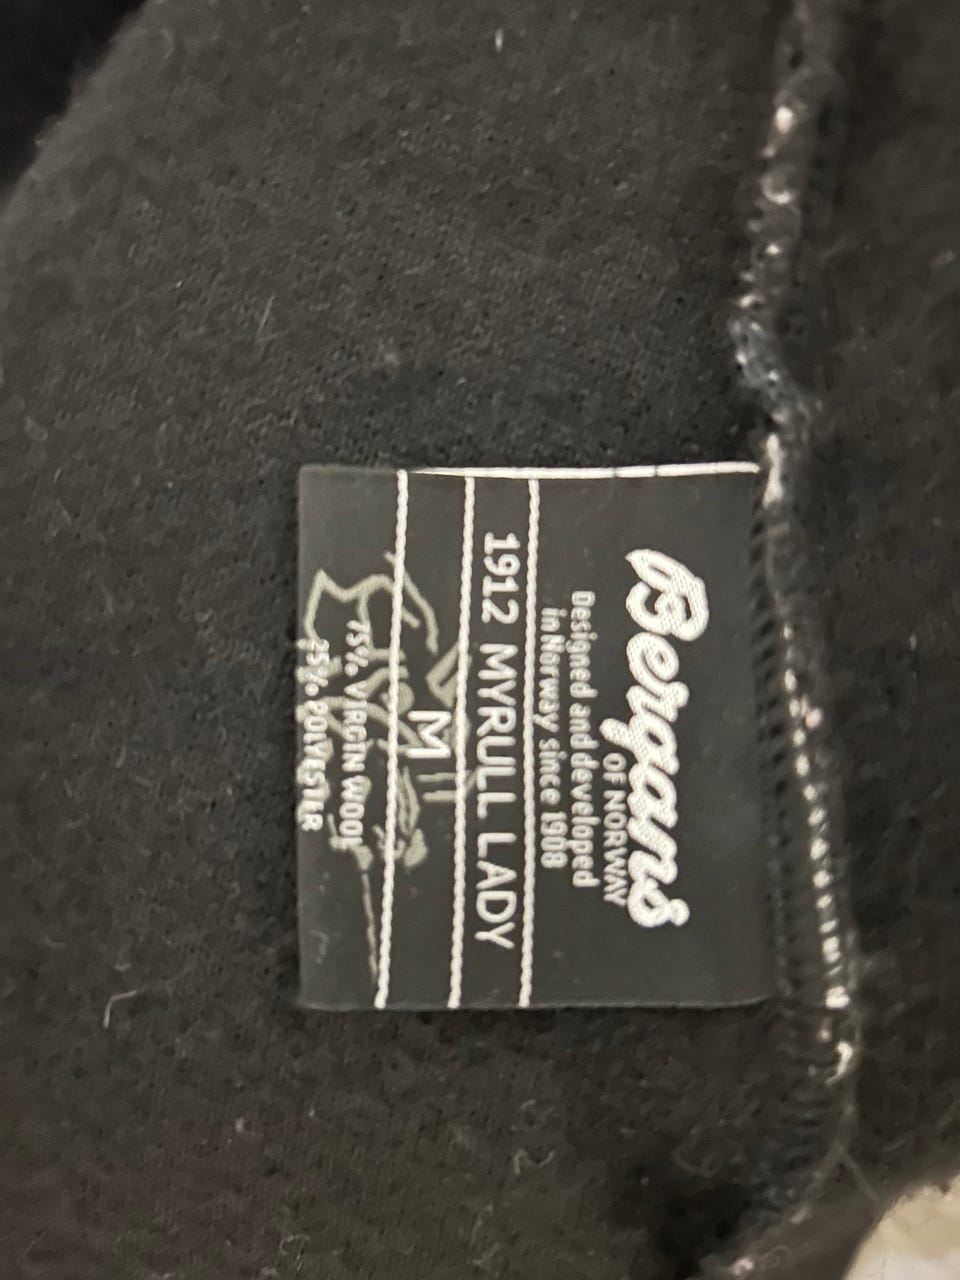 Bergans
OF NORWAY
Designed and developed
in Norway since 1908
1912 MYRULL LADY
M
75% VIRGIN WOOL
25% POLYESTER